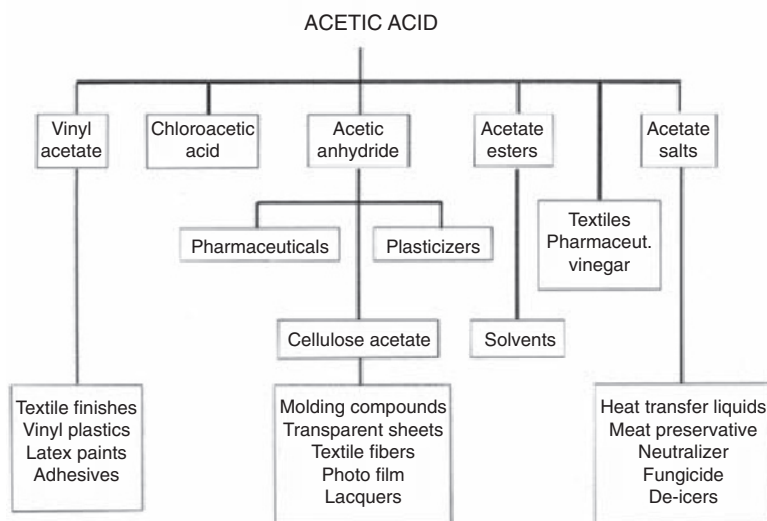 ACETIC ACID
Vinyl
acetate
Chloroacetic
acid
Acetic
anhydride
Acetate
esters
Acetate
salts
Textiles
Pharmaceut.
vinegar
Pharmaceuticals
Plasticizers
Cellulose acetate
Solvents
Textile finishes
Vinyl plastics
Latex paints
Adhesives
Molding compounds
Transparent sheets
Textile fibers
Photo film
Lacquers
Heat transfer liquids
Meat preservative
Neutralizer
Fungicide
De-icers